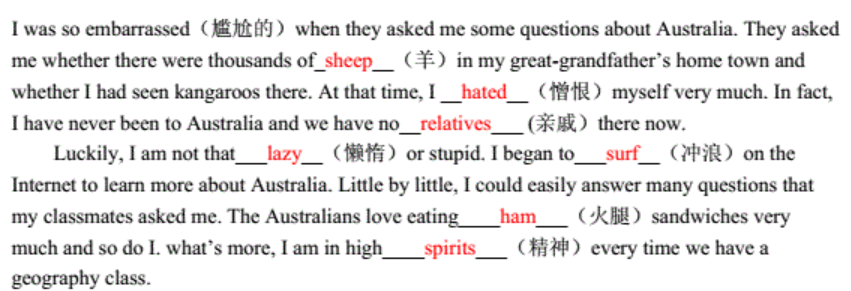 I was so embarrassed（尴尬的）when they asked me some questions about Australia. They asked
me whether there were thousands of_sheep__（羊）in my great-grandfather's home town and
whether I had seen kangaroos there. At that time, I __hated__（憎恨）myself very much. In fact,
I have never been to Australia and we have no__relatives___(亲戚）there now.
Luckily, I am not that___lazy__（懒惰）or stupid. I began to___surf__（冲浪）on the
Internet to learn more about Australia. Little by little, I could easily answer many questions that
my classmates asked me. The Australians love eating____ham___（火腿）sandwiches very
much and so do I. what's more, I am in high____spirits___（精神）every time we have a
geography class.